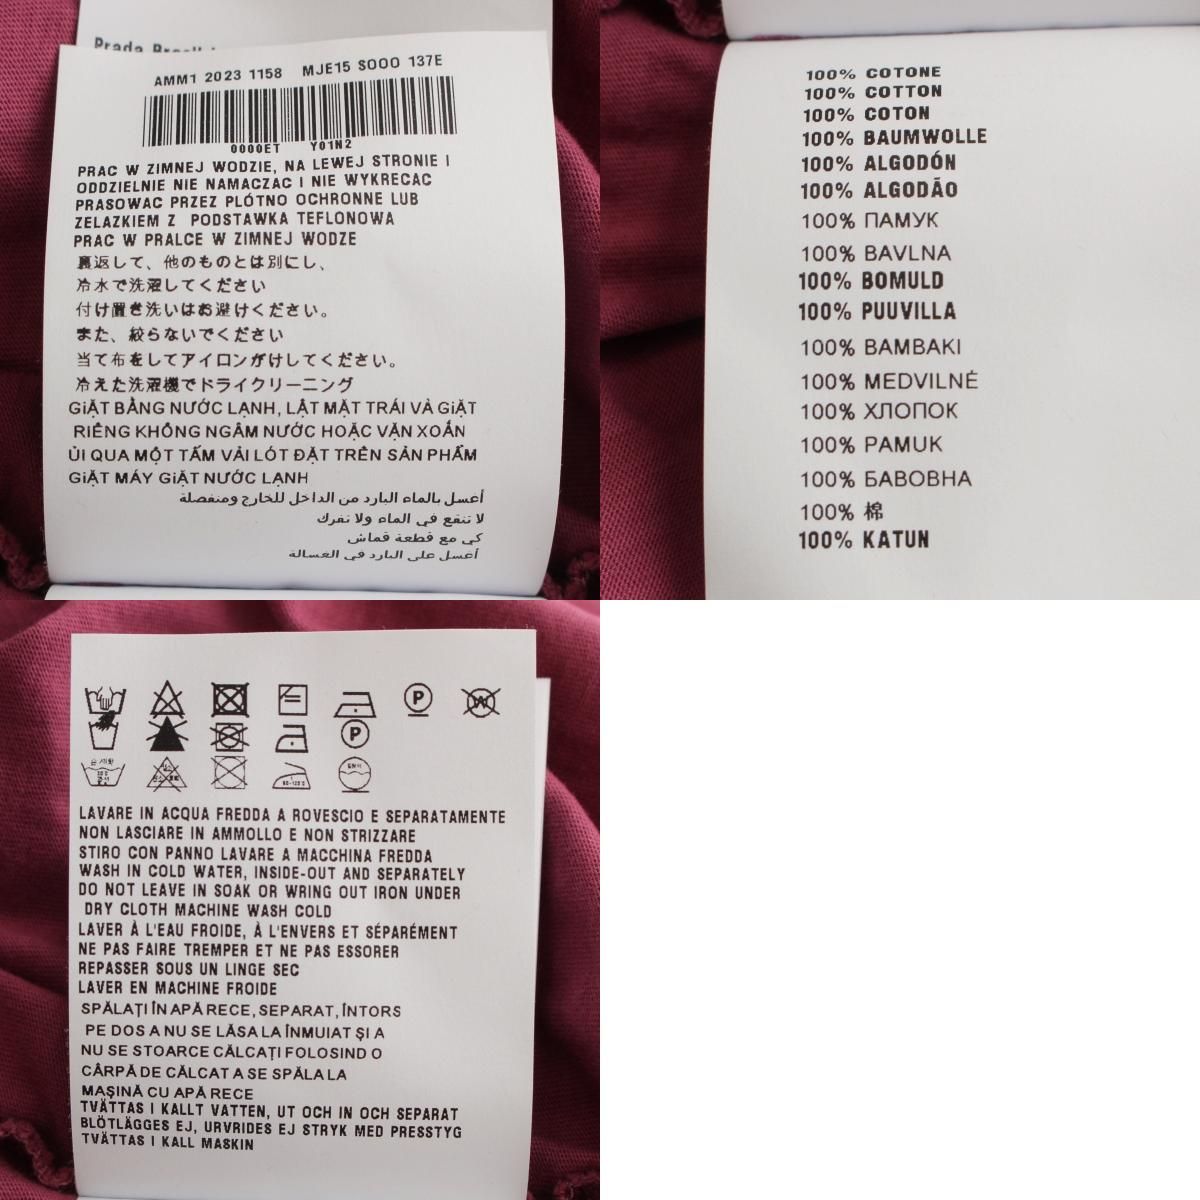 Prada
AMM1 2023 1158 MJE15 SOOO 137E
0000ET Y01N2
PRAC W ZIMNEJ WODZIE, NA LEWEJ STRONIE I
ODDZIELNIE NIE NAMACZAC I NIE WYKRECAC
PRASOWAC PRZEZ PLÓTNO OCHRONNE LUB
ZELAZKIEM Z PODSTAWKA TEFLONOWA
PRAC W PRALCE W ZIMNEJ WODZE
裏返して、他のものとは別にし、
冷水で洗濯してください
付け置き洗いはお避けください。
また、絞らないでください
当て布をしてアイロンがけしてください。
冷えた洗濯機でドライクリーニング
GIẶT BẰNG NƯỚC LẠNH, LẬT MẶT TRÁI VÀ GIẶT
RIÊNG KHÔNG NGÂM NƯỚC HOẶC VẶN XOẮN
ỦI QUA MỘT TẤM VẢI LÓT ĐẶT TRÊN SẢN PHẨM
GIẶT MÁY GIẶT NƯỚC LẠNH
أغسل بالماء البارد من الداخل للخارج ومنفصلة
لا تنقع في الماء ولا تفرك
كي مع قطعة قماش
أغسل على البارد في الغسالة
100% COTONE
100% COTTON
100% COTON
100% BAUMWOLLE
100% ALGODÓN
100% ALGODÃO
100% ПАМУК
100% BAVLNA
100% BOMULD
100% PUUVILLA
100% BAMBAKI
100% MEDVILNÉ
100% ХЛОПОК
100% PAMUK
100% БАВОВНА
100% 棉
100% KATUN
P W
P
LAVARE IN ACQUA FREDDA A ROVESCIO E SEPARATAMENTE
NON LASCIARE IN AMMOLLO E NON STRIZZARE
STIRO CON PANNO LAVARE A MACCHINA FREDDA
WASH IN COLD WATER, INSIDE-OUT AND SEPARATELY
DO NOT LEAVE IN SOAK OR WRING OUT IRON UNDER
DRY CLOTH MACHINE WASH COLD
LAVER À L'EAU FROIDE, À L'ENVERS ET SÉPARÉMENT
NE PAS FAIRE TREMPER ET NE PAS ESSORER
REPASSER SOUS UN LINGE SEC
LAVER EN MACHINE FROIDE
SPĂLAȚI ÎN APĂ RECE, SEPARAT, ÎNTORS
PE DOS A NU SE LĂSA LA ÎNMUIAT ȘI A
NU SE STOARCE CĂLCAȚI FOLOSIND O
CÂRPĂ DE CĂLCAT A SE SPĂLA LA
MAȘINĂ CU APĂ RECE
TVÄTTAS I KALLT VATTEN, UT OCH IN OCH SEPARAT
BLÖTLÄGGES EJ, URVRIDES EJ STRYK MED PRESSTYG
TVÄTTAS I KALL MASKIN